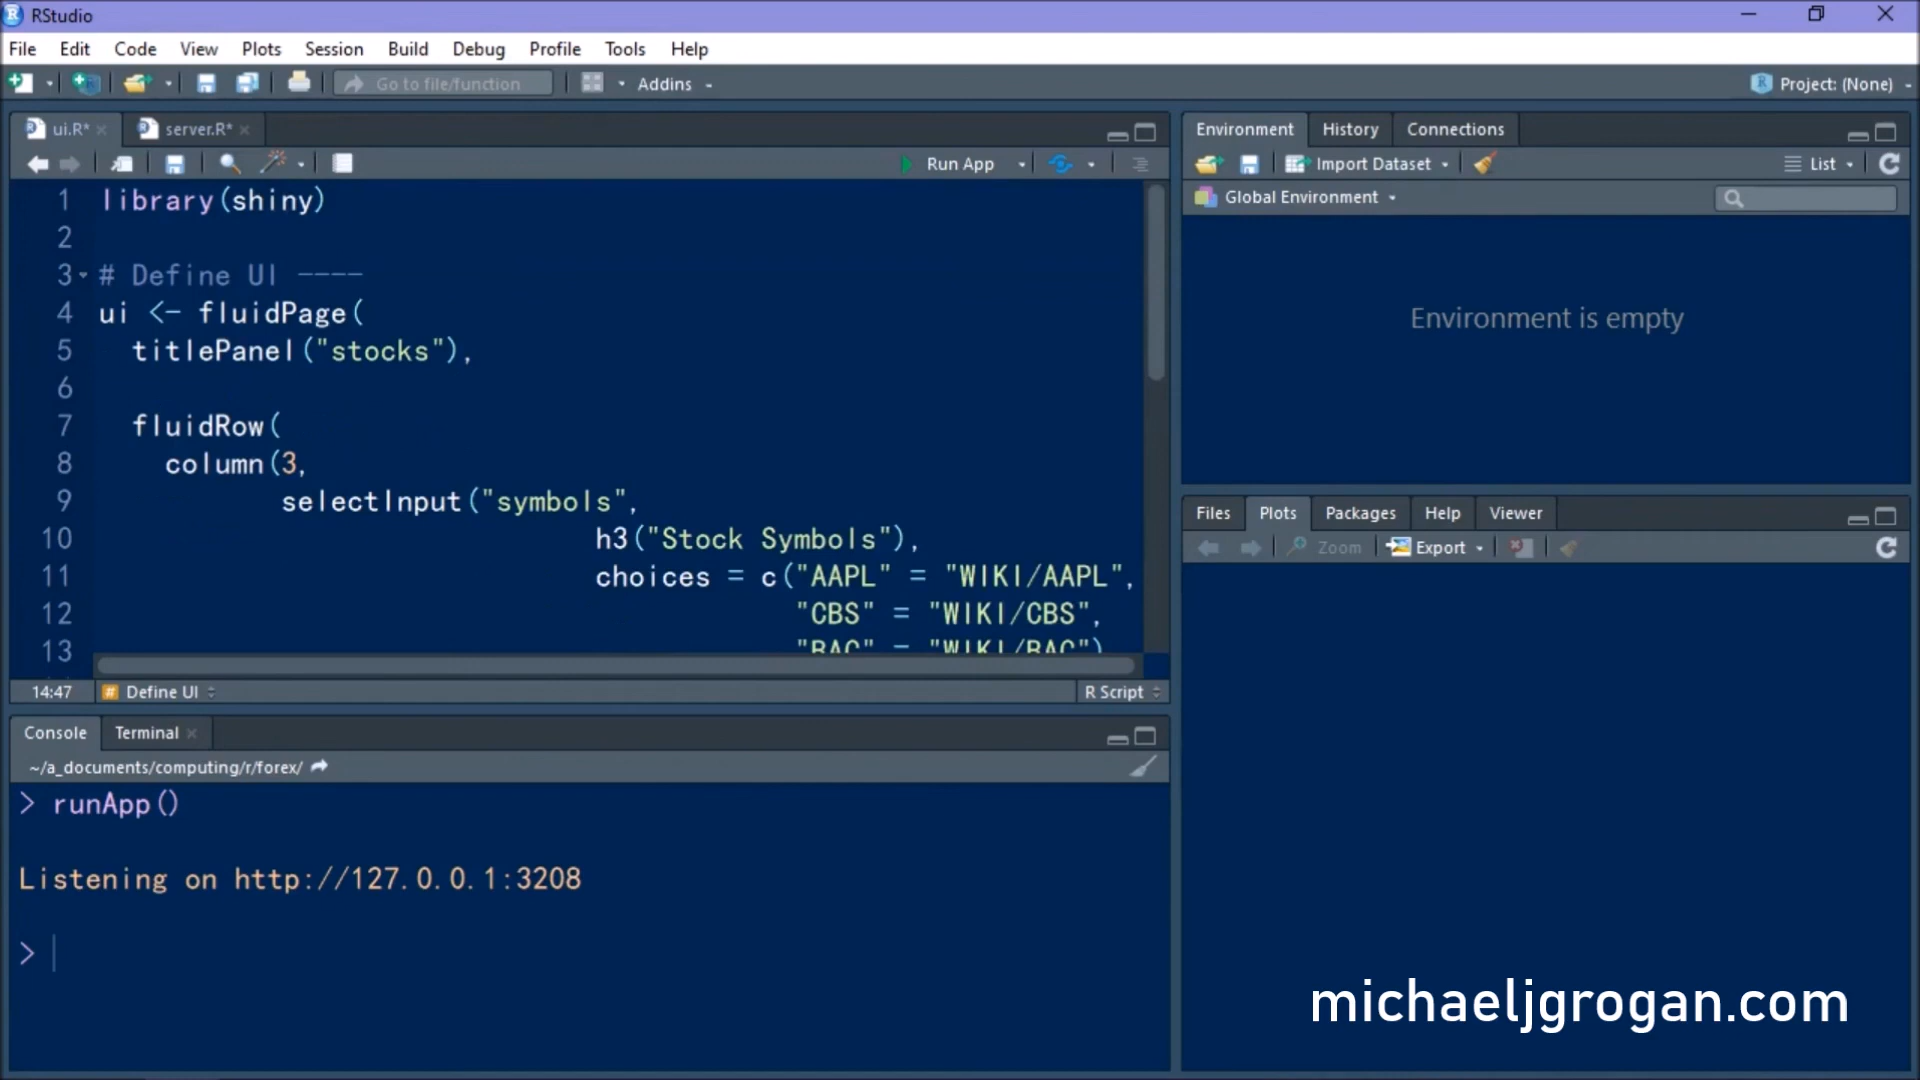 RStudio
File Edit Code View Plots Session Build Debug Profile Tools Help
Go to file/function Addins Project: (None)
ui.R* server.R*
Run App
1 library(shiny)
2
3 # Define UI ----
4 ui <- fluidPage(
5 titlePanel("stocks"),
6
7 fluidRow(
8 column(3,
9 selectInput("symbols",
10 h3("Stock Symbols"),
11 choices = c("AAPL" = "WIKI/AAPL",
12 "CBS" = "WIKI/CBS",
13 "BAC" = "WIKI/BAC")
14:47 # Define UI R Script
Console Terminal
~/a_documents/computing/r/forex/
> runApp()
Listening on http://127.0.0.1:3208
>
Environment History Connections
Import Dataset List
Global Environment
Environment is empty
Files Plots Packages Help Viewer
Zoom Export
michaeljgrogan.com